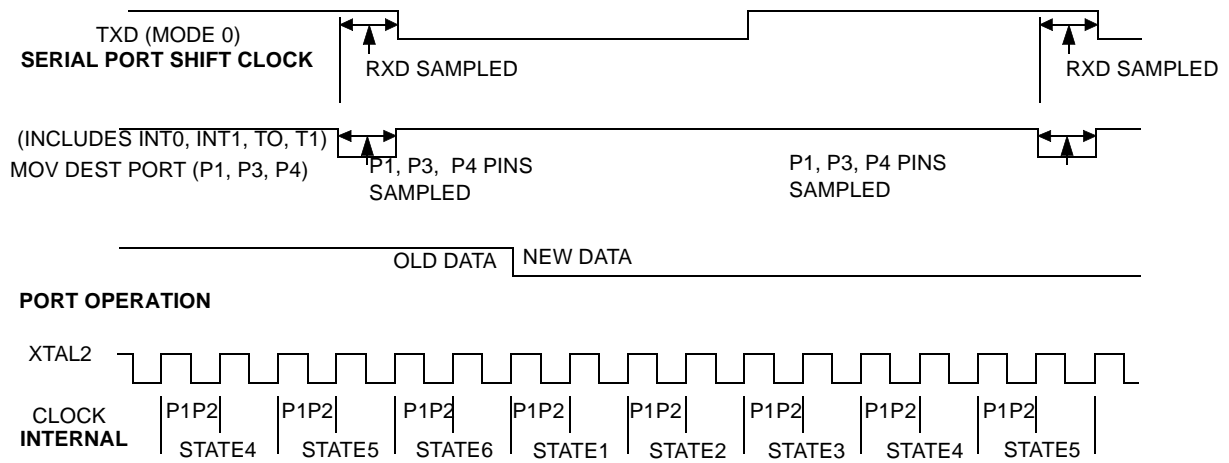 TXD (MODE 0)
SERIAL PORT SHIFT CLOCK
RXD SAMPLED
RXD SAMPLED
(INCLUDES INT0, INT1, TO, T1)
MOV DEST PORT (P1, P3, P4)
P1, P3, P4 PINS
SAMPLED
P1, P3, P4 PINS
SAMPLED
OLD DATA
NEW DATA
PORT OPERATION
XTAL2
CLOCK
INTERNAL
P1P2 P1P2 P1P2 P1P2 P1P2 P1P2 P1P2 P1P2
STATE4 STATE5 STATE6 STATE1 STATE2 STATE3 STATE4 STATE5